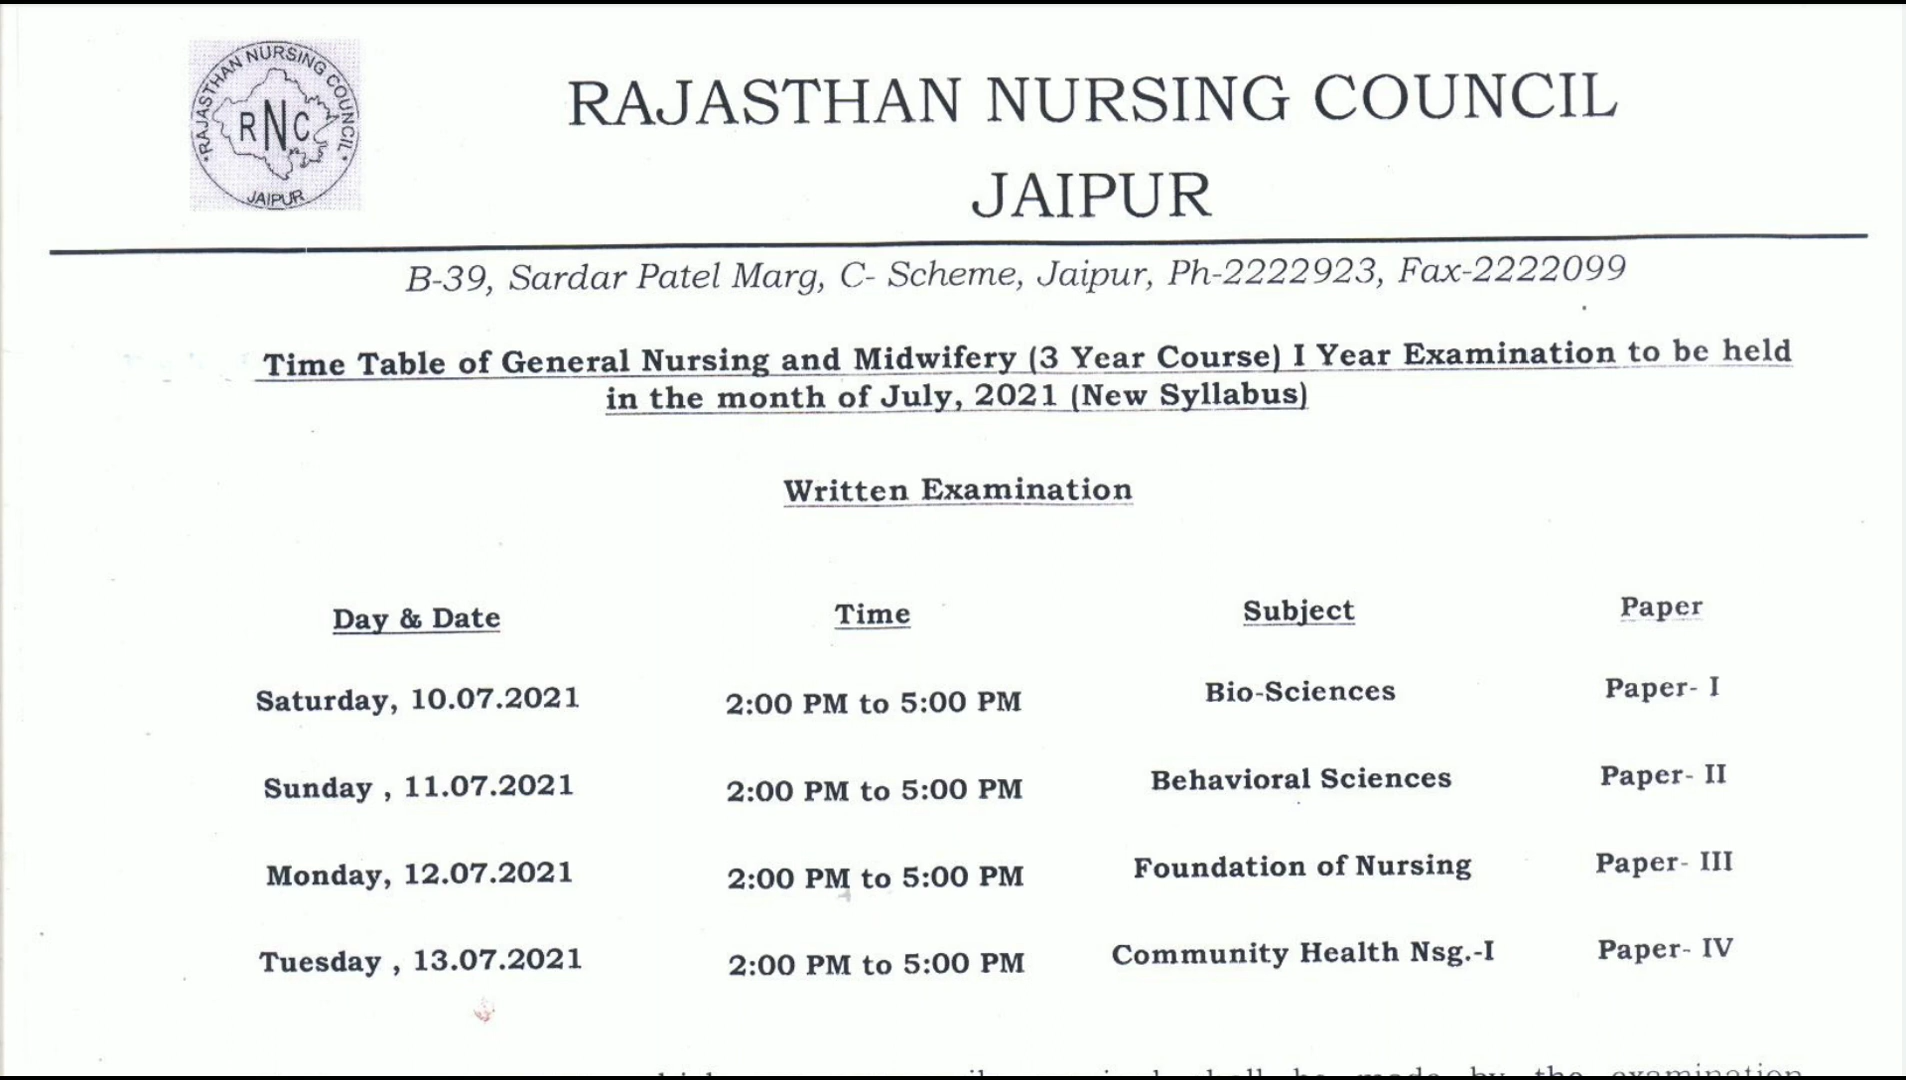 RAJASTHAN NURSING COUNCIL
RNC
JAIPUR
RAJASTHAN NURSING COUNCIL
JAIPUR
B-39, Sardar Patel Marg, C- Scheme, Jaipur, Ph-2222923, Fax-2222099
Time Table of General Nursing and Midwifery (3 Year Course) I Year Examination to be held
in the month of July, 2021 (New Syllabus)
Written Examination
Day & Date Time Subject Paper
Saturday, 10.07.2021 2:00 PM to 5:00 PM Bio-Sciences Paper- I
Sunday , 11.07.2021 2:00 PM to 5:00 PM Behavioral Sciences Paper- II
Monday, 12.07.2021 2:00 PM to 5:00 PM Foundation of Nursing Paper- III
Tuesday , 13.07.2021 2:00 PM to 5:00 PM Community Health Nsg.-I Paper- IV
be made by the examination